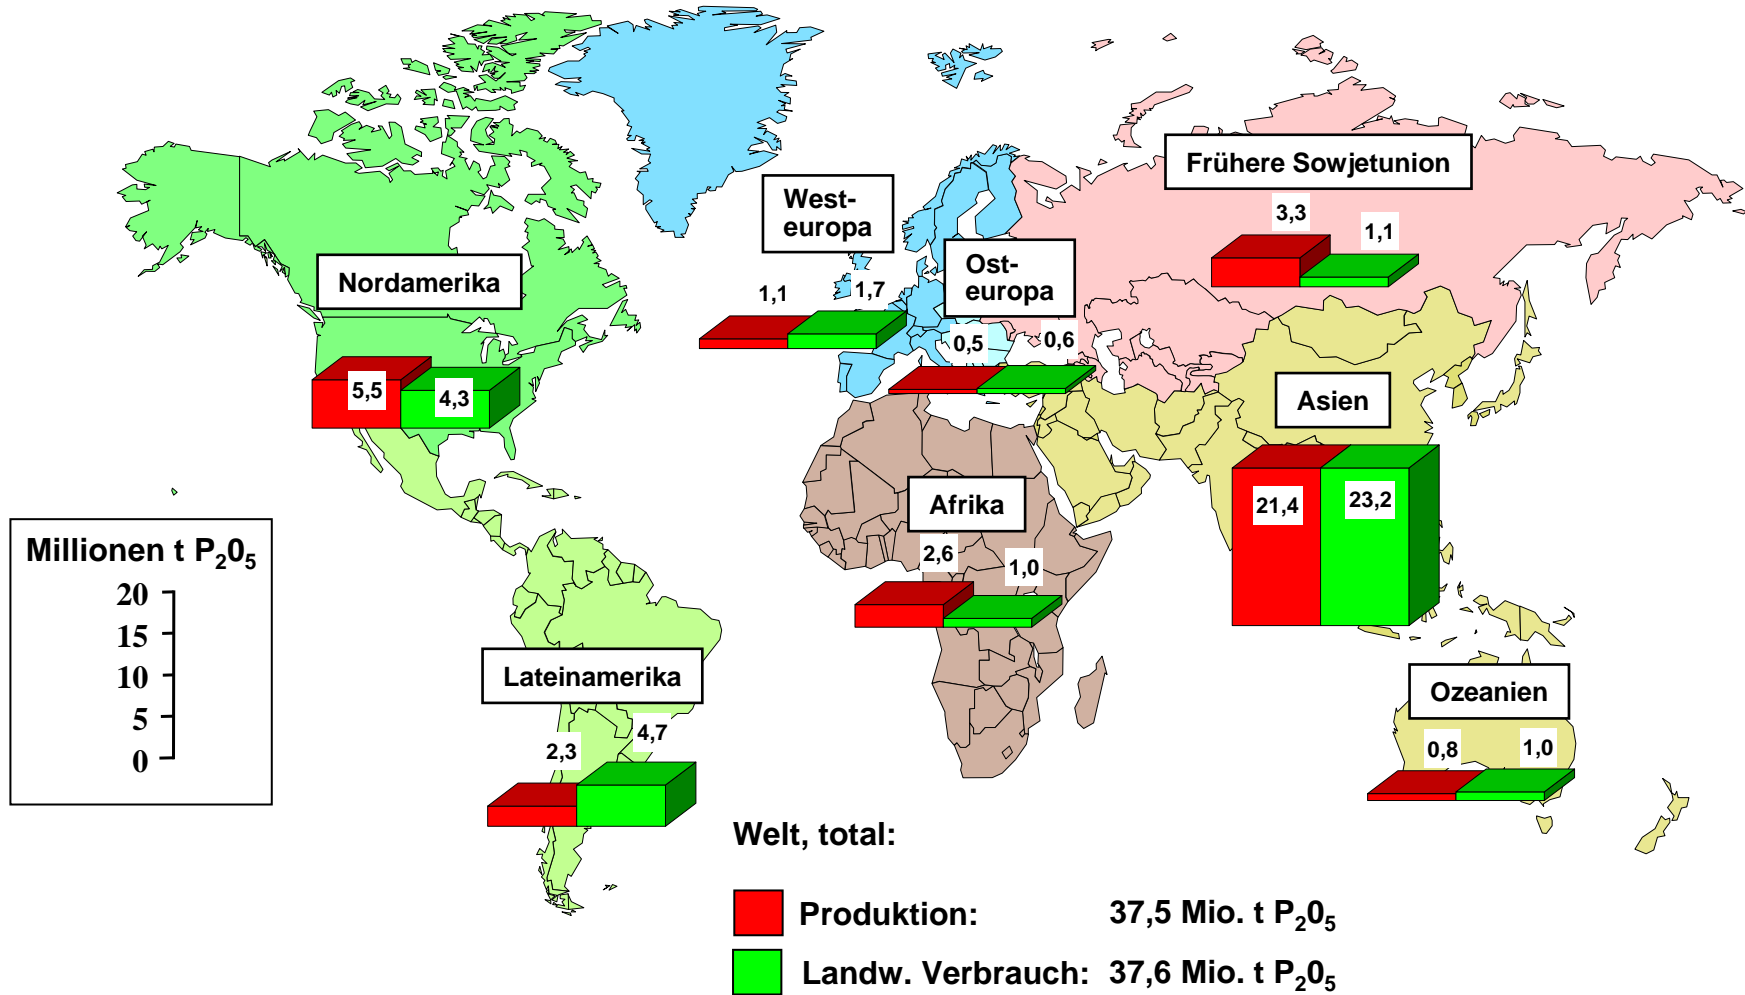 Frühere Sowjetunion
3,3
1,1
West-
europa
1,1
1,7
Ost-
europa
0,5
0,6
Nordamerika
5,5
4,3
Asien
21,4
23,2
Afrika
2,6
1,0
Millionen t P₂0₅
20
15
10
5
0
Lateinamerika
2,3
4,7
Ozeanien
0,8
1,0
Welt, total:
Produktion: 37,5 Mio. t P₂0₅
Landw. Verbrauch: 37,6 Mio. t P₂0₅